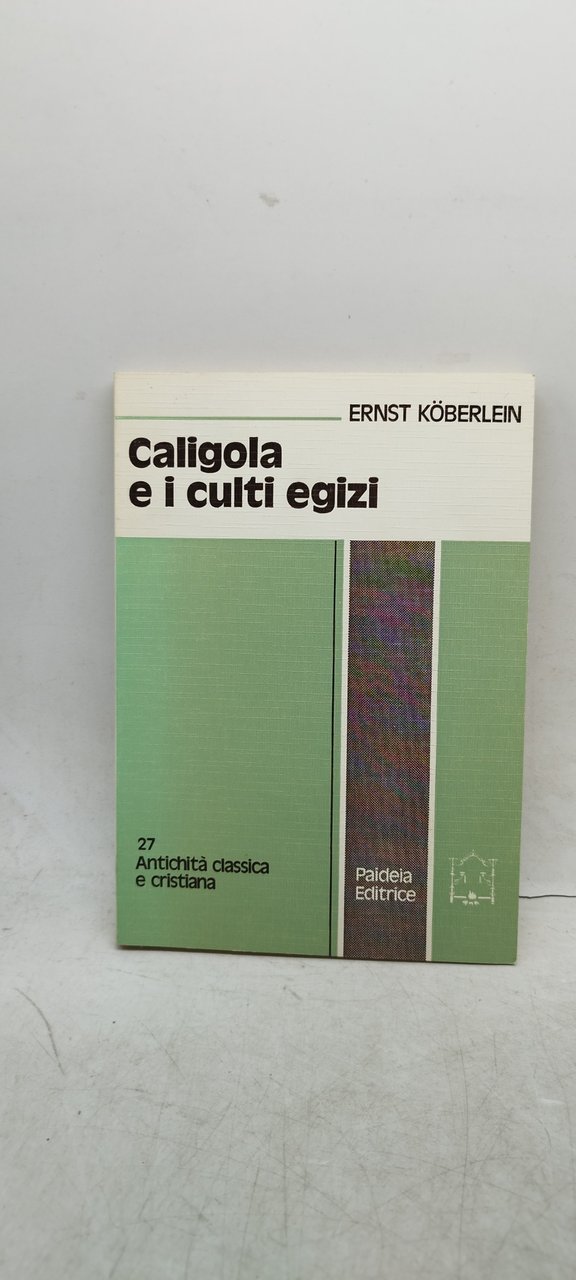 ERNST KÖBERLEIN
Caligola
e i culti egizi
27
Antichità classica
e cristiana
Paideia
Editrice